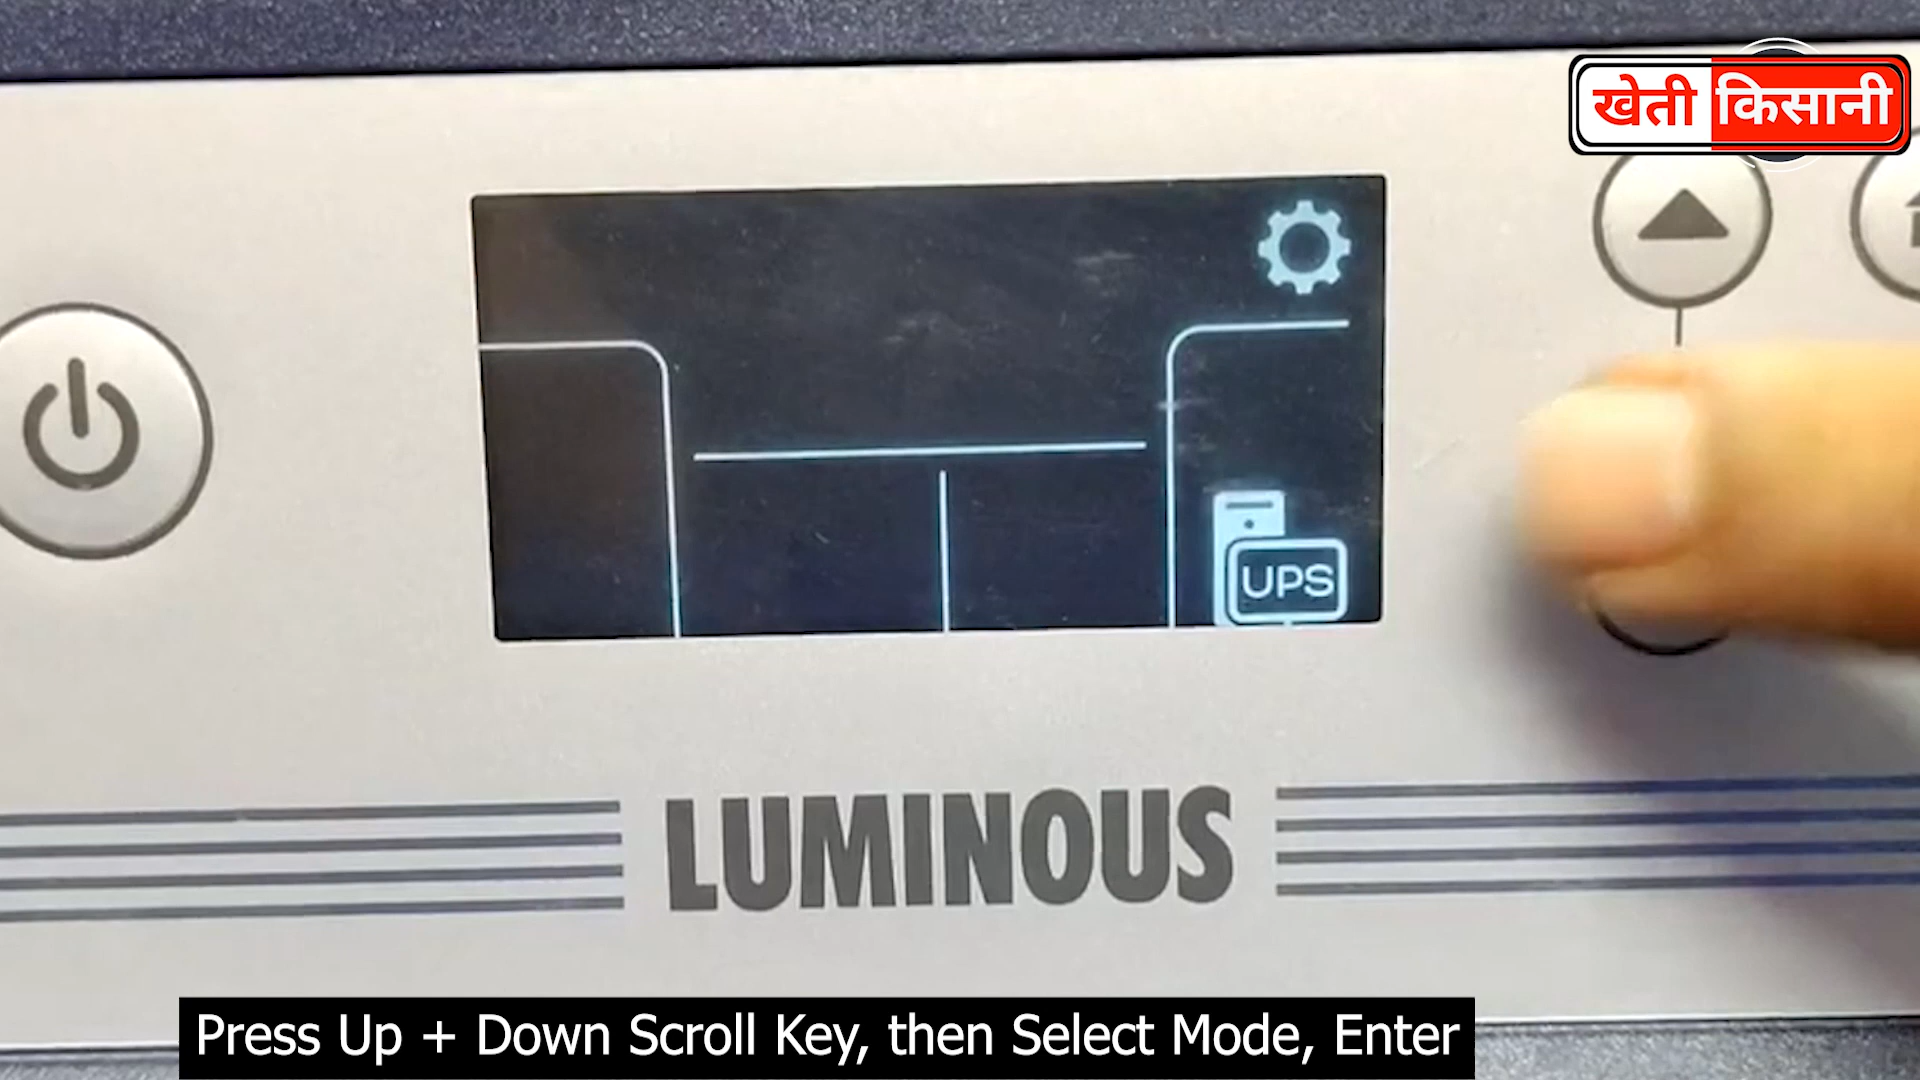 खेती किसानी
UPS
LUMINOUS
Press Up + Down Scroll Key, then Select Mode, Enter